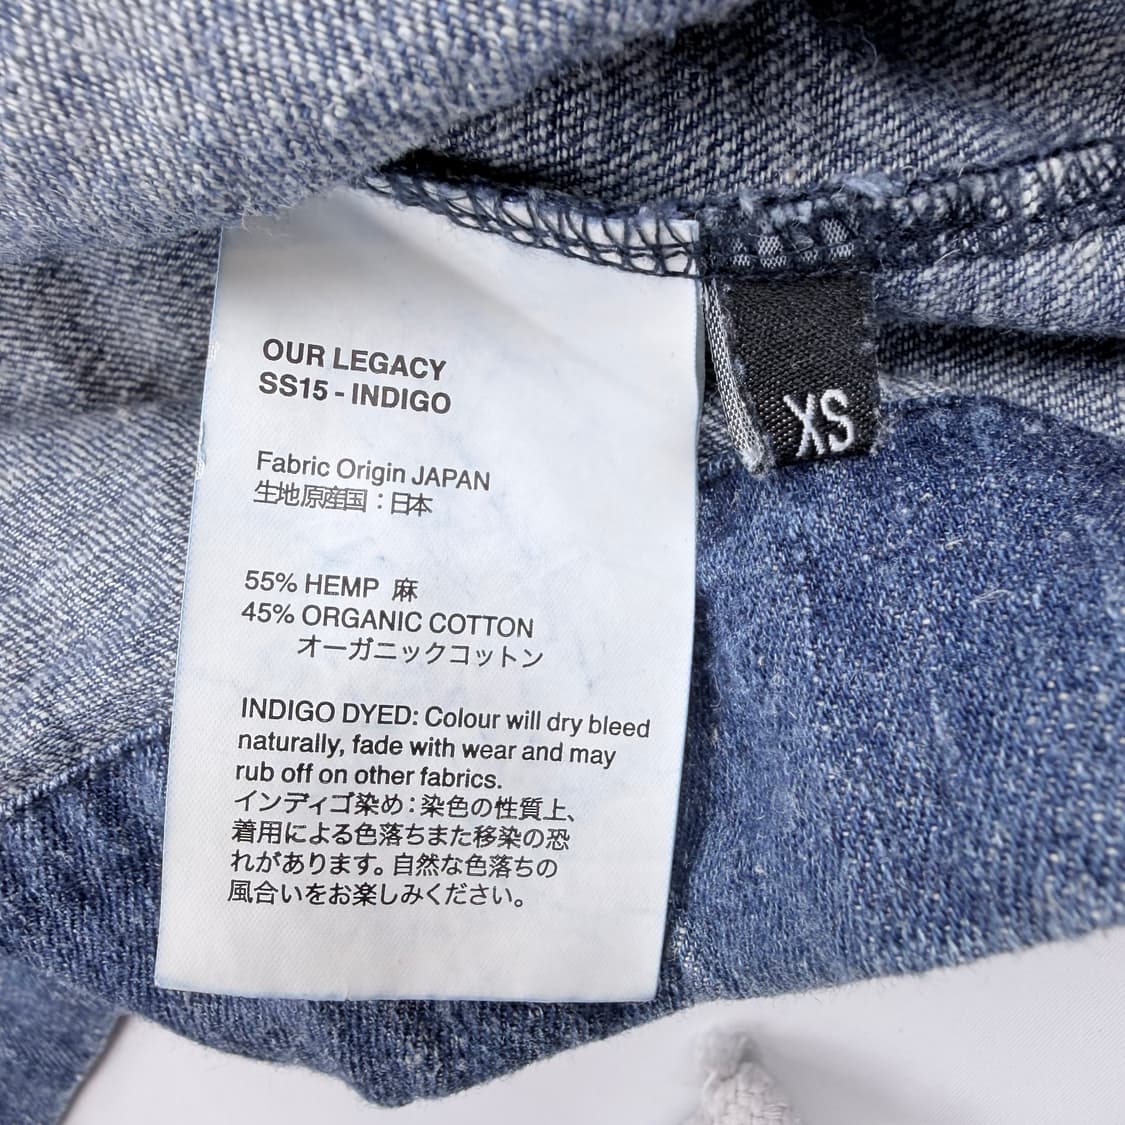 OUR LEGACY
SS15 - INDIGO
Fabric Origin JAPAN
生地原産国：日本
55% HEMP 麻
45% ORGANIC COTTON
オーガニックコットン
INDIGO DYED: Colour will dry bleed
naturally, fade with wear and may
rub off on other fabrics.
インディゴ染め：染色の性質上、
着用による色落ちまた移染の恐
れがあります。自然な色落ちの
風合いをお楽しみください。
XS